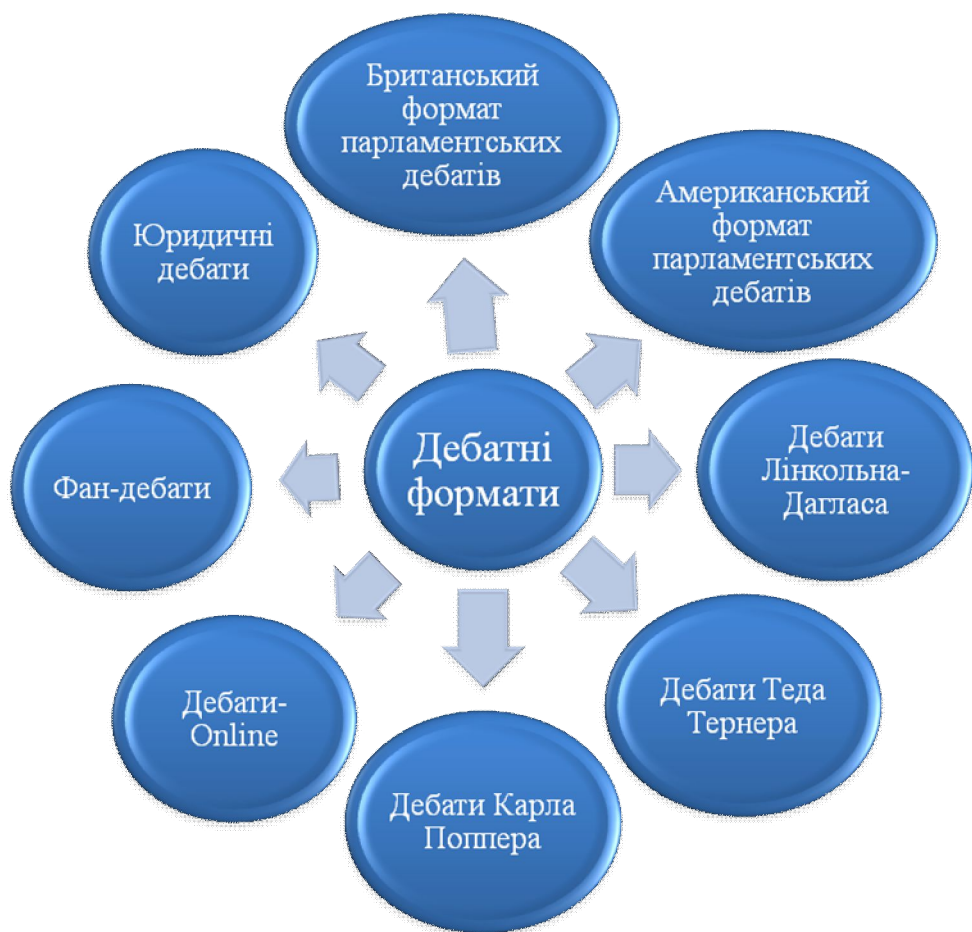 Британський
формат
парламентських
дебатів
Американський
формат
парламентських
дебатів
Юридичні
дебати
Дебатні
формати
Дебати
Лінкольна-
Дагласа
Фан-дебати
Дебати Теда
Тернера
Дебати-
Online
Дебати Карла
Поппера